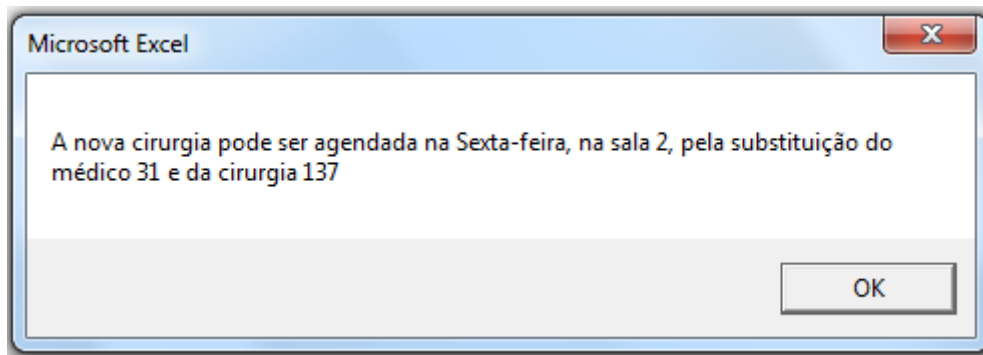 Microsoft Excel
A nova cirurgia pode ser agendada na Sexta-feira, na sala 2, pela substituição do
médico 31 e da cirurgia 137
OK